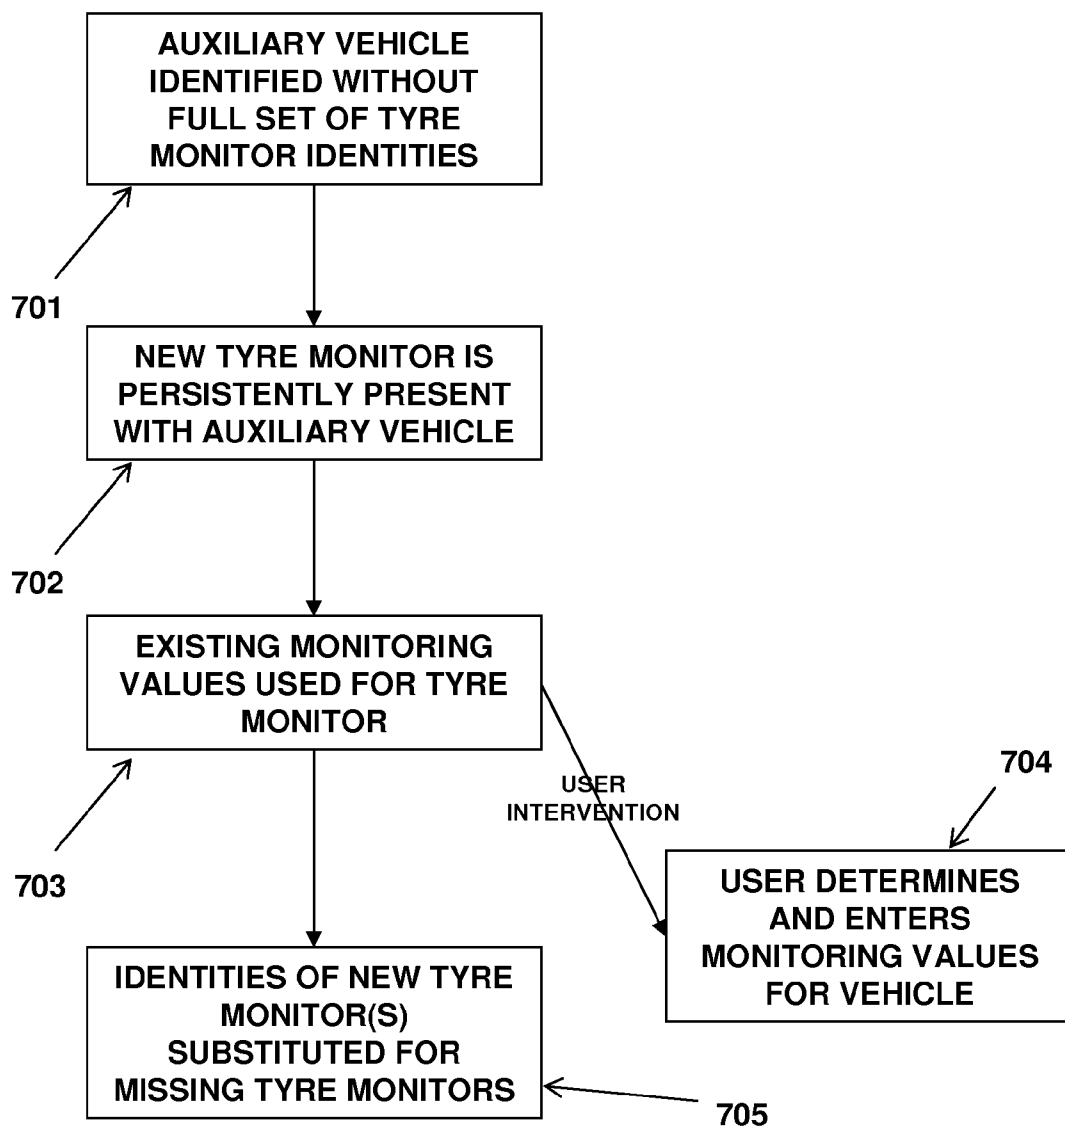 AUXILIARY VEHICLE
IDENTIFIED WITHOUT
FULL SET OF TYRE
MONITOR IDENTITIES
701
NEW TYRE MONITOR IS
PERSISTENTLY PRESENT
WITH AUXILIARY VEHICLE
702
EXISTING MONITORING
VALUES USED FOR TYRE
MONITOR
703
USER
INTERVENTION
704
USER DETERMINES
AND ENTERS
MONITORING VALUES
FOR VEHICLE
IDENTITIES OF NEW TYRE
MONITOR(S)
SUBSTITUTED FOR
MISSING TYRE MONITORS
705